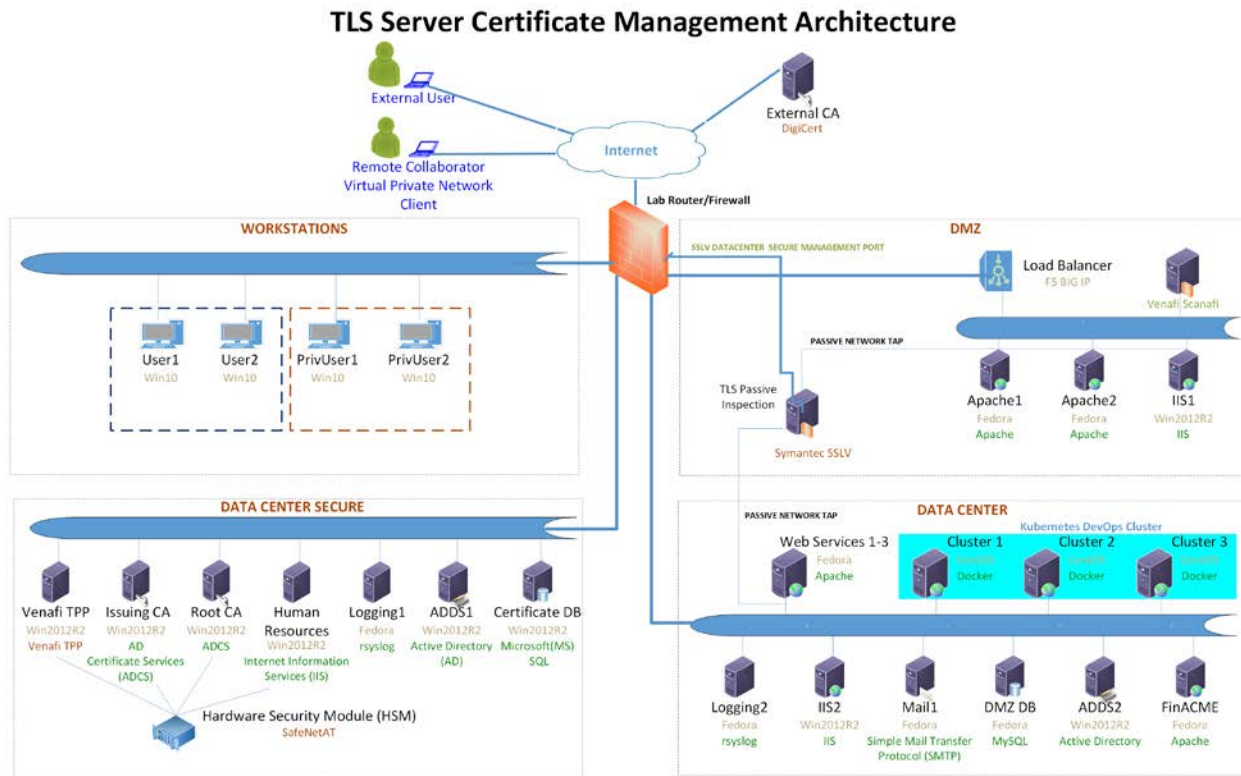 TLS Server Certificate Management Architecture
External User
External CA
DigiCert
Internet
Remote Collaborator
Virtual Private Network
Client
Lab Router/Firewall
WORKSTATIONS
User1
Win10
User2
Win10
PrivUser1
Win10
PrivUser2
Win10
DMZ
SSLV DATACENTER SECURE MANAGEMENT PORT
Load Balancer
F5 BIG IP
Venafi Scanafi
PASSIVE NETWORK TAP
TLS Passive
Inspection
Symantec SSLV
Apache1
Fedora
Apache
Apache2
Fedora
Apache
IIS1
Win2012R2
IIS
DATA CENTER SECURE
Venafi TPP
Win2012R2
Venafi TPP
Issuing CA
Win2012R2
AD
Certificate Services
(ADCS)
Root CA
Win2012R2
ADCS
Human
Resources
Win2012R2
Internet Information
Services (IIS)
Logging1
Fedora
rsyslog
ADDS1
Win2012R2
Active Directory
(AD)
Certificate DB
Win2012R2
Microsoft(MS)
SQL
Hardware Security Module (HSM)
SafeNetAT
PASSIVE NETWORK TAP
DATA CENTER
Kubernetes DevOps Cluster
Web Services 1-3
Fedora
Apache
Cluster 1
Docker
Cluster 2
Docker
Cluster 3
Docker
Logging2
Fedora
rsyslog
IIS2
Win2012R2
IIS
Mail1
Fedora
Simple Mail Transfer
Protocol (SMTP)
DMZ DB
Fedora
MySQL
ADDS2
Win2012R2
Active Directory
FinACME
Fedora
Apache